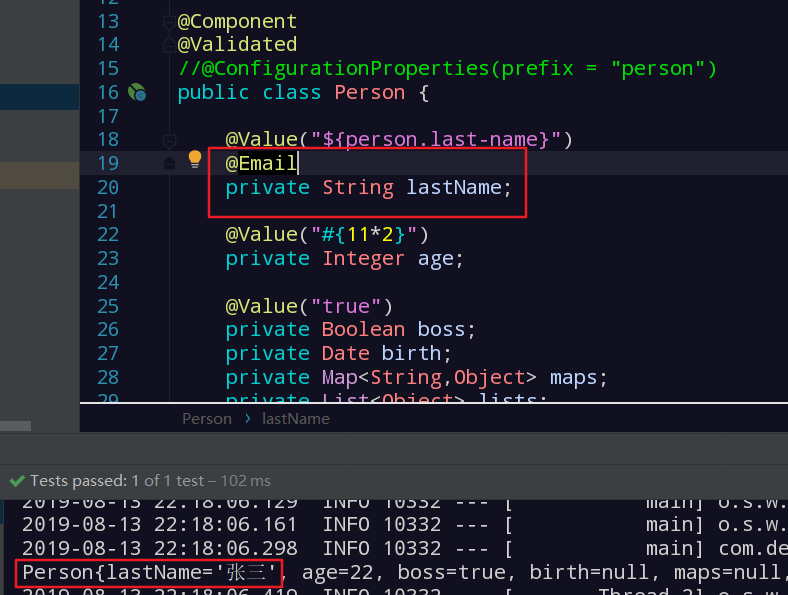 12
13 @Component
14 @Validated
15 //@ConfigurationProperties(prefix = "person")
16 public class Person {
17
18 @Value("${person.last-name}")
19 @Email
20 private String lastName;
21
22 @Value("#{11*2}")
23 private Integer age;
24
25 @Value("true")
26 private Boolean boss;
27 private Date birth;
28 private Map<String,Object> maps;
29 private List<Object> lists;
Person › lastName
Tests passed: 1 of 1 test – 102 ms
2019-08-13 22:18:06.129 INFO 10332 --- [ main] o.s.w.
2019-08-13 22:18:06.161 INFO 10332 --- [ main] o.s.w.
2019-08-13 22:18:06.298 INFO 10332 --- [ main] com.de
Person{lastName='张三', age=22, boss=true, birth=null, maps=null,
2019-08-13 22:18:06.419 INFO 10332 --- [ Thread-2] o.s.w